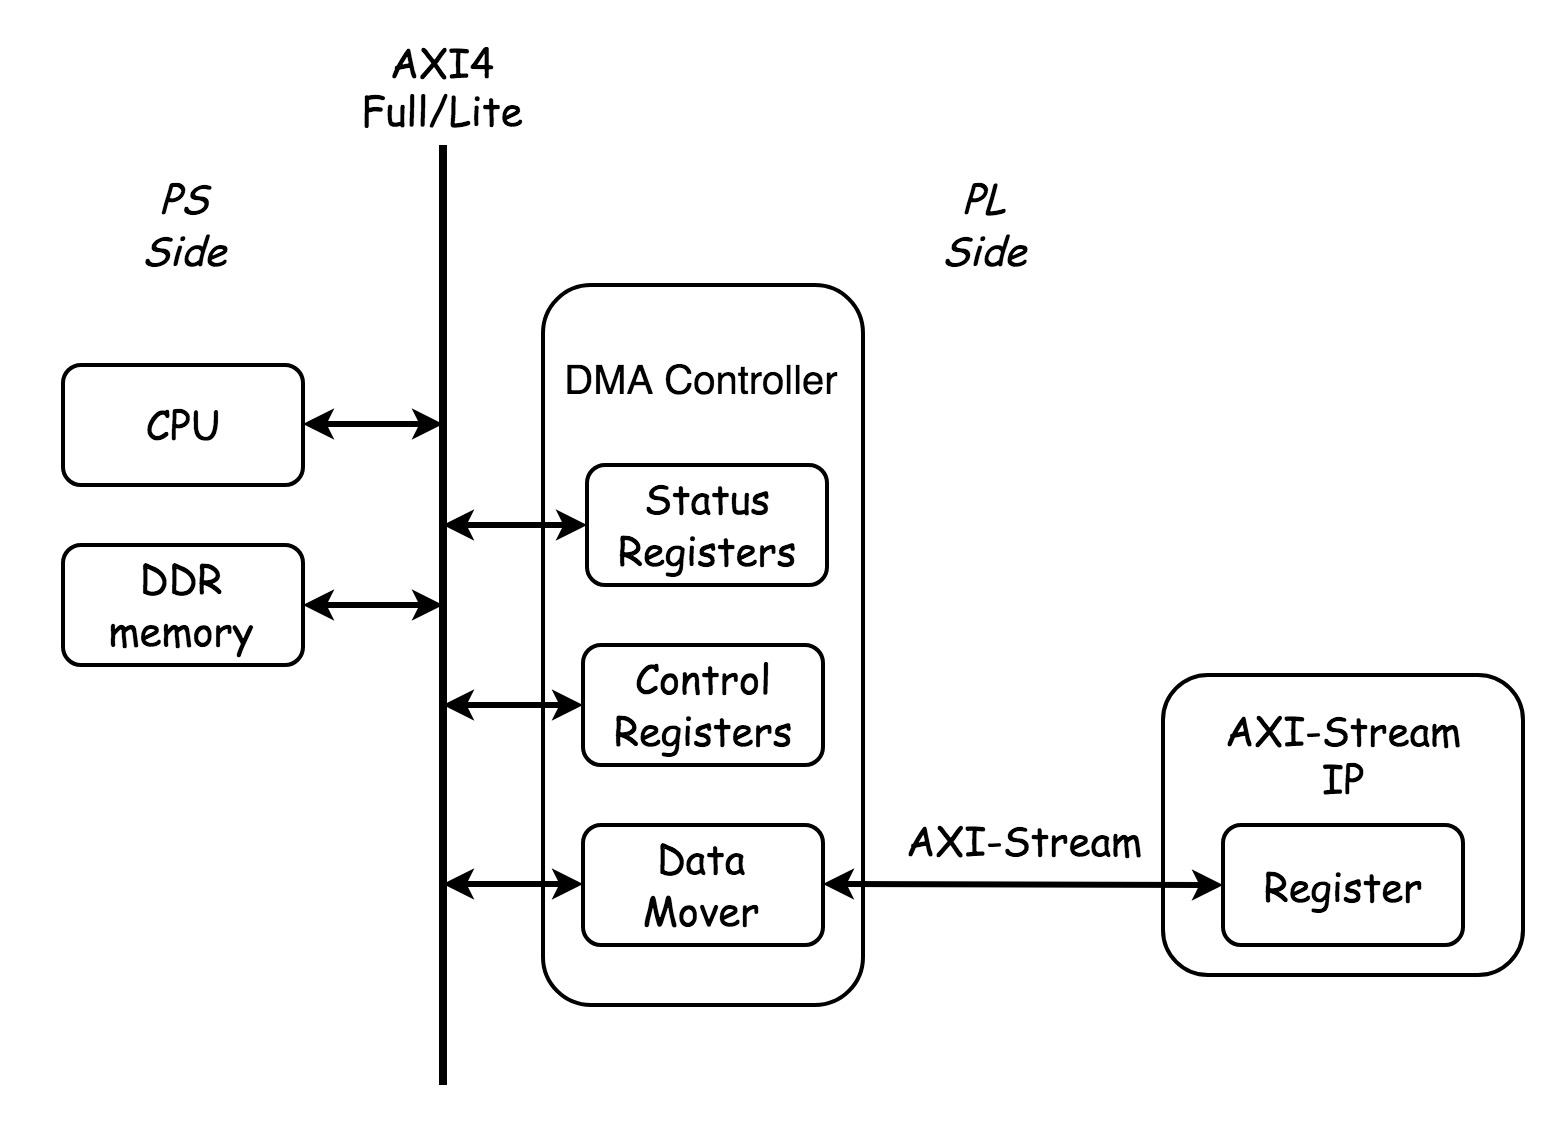 AXI4
Full/Lite
PS
Side
PL
Side
CPU
DDR
memory
DMA Controller
Status
Registers
Control
Registers
Data
Mover
AXI-Stream
AXI-Stream
IP
Register